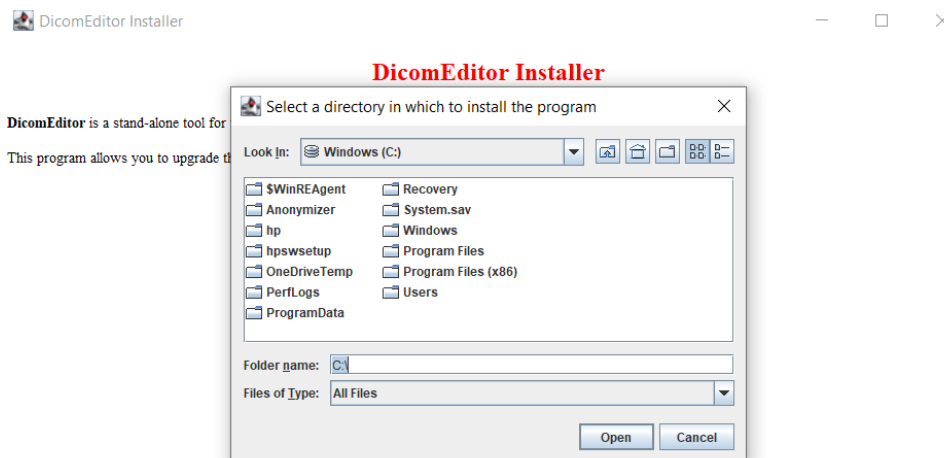 DicomEditor Installer
DicomEditor Installer
DicomEditor is a stand-alone tool for
This program allows you to upgrade
Select a directory in which to install the program
Look In: Windows (C:)
$WinREAgent Recovery
Anonymizer System.sav
hp Windows
hpswsetup Program Files
OneDriveTemp Program Files (x86)
PerfLogs Users
ProgramData
Folder name: C:\
Files of Type: All Files
Open Cancel